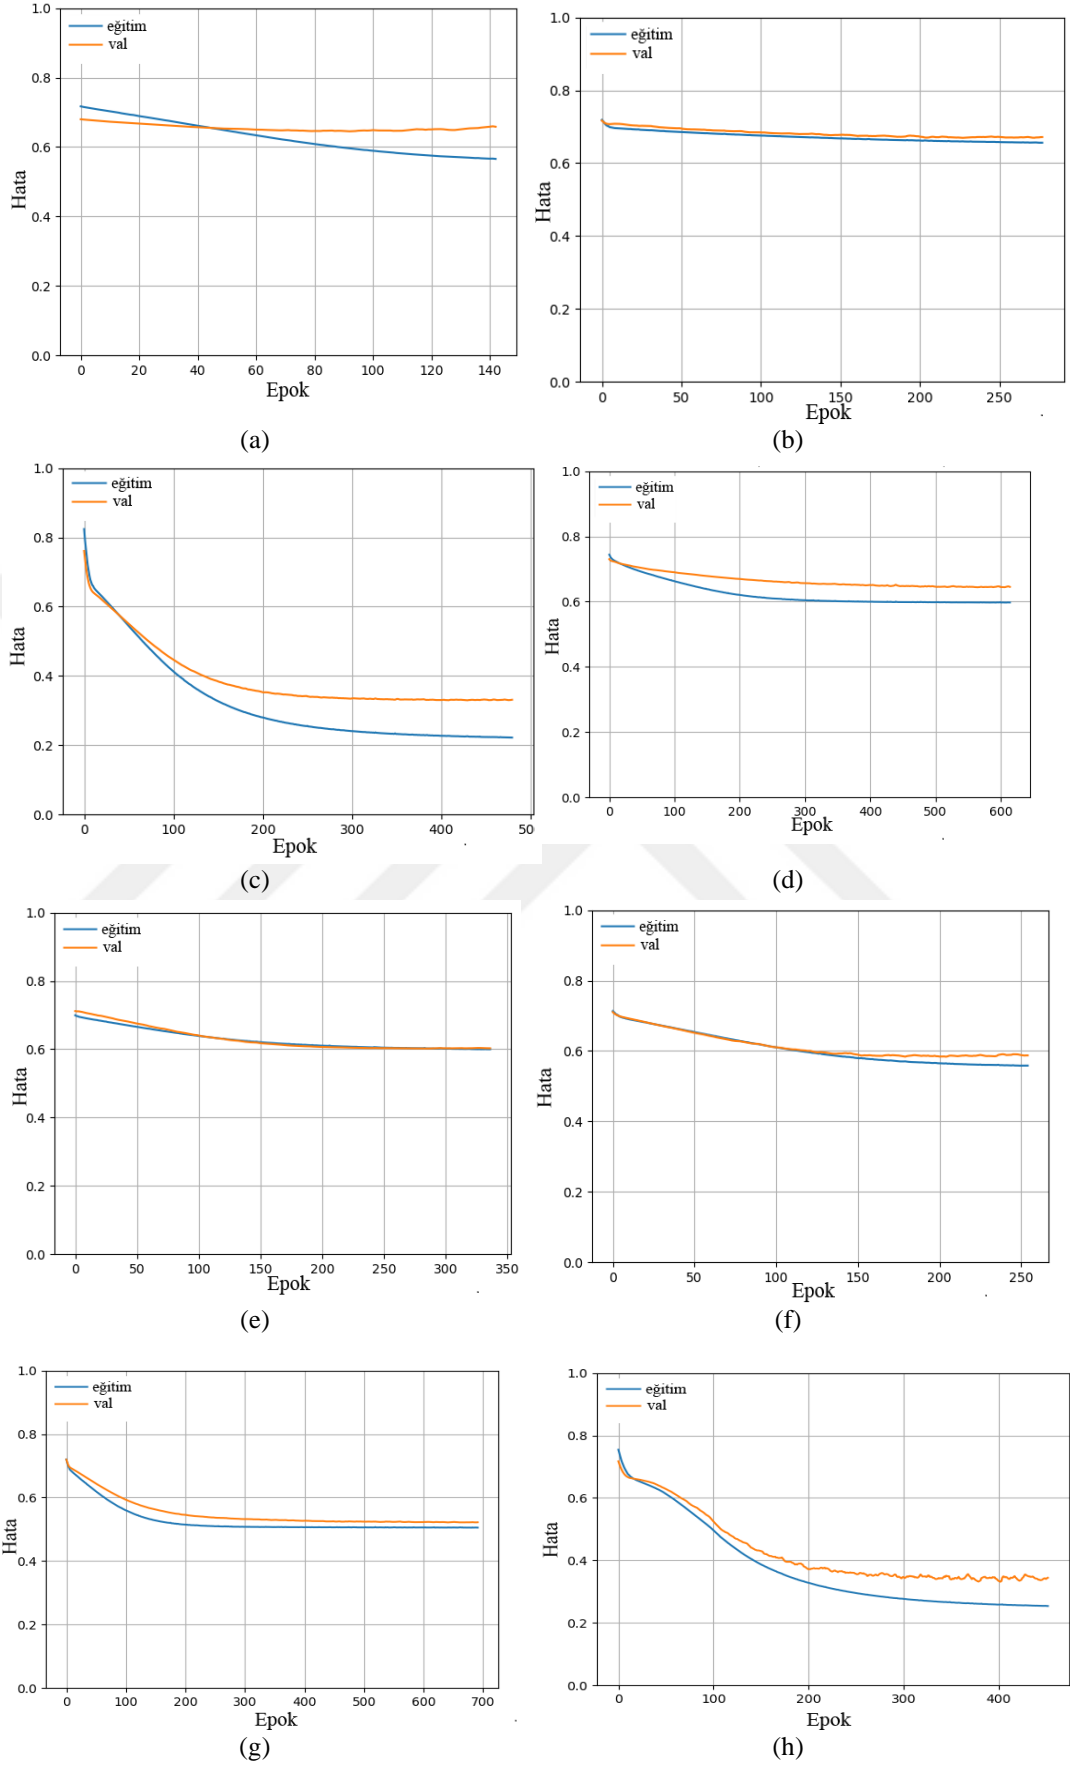 1.0
eğitim
val
0.8
0.6
0.4
0.2
0.0
Hata
0 20 40 60 80 100 120 140
Epok
(a)
1.0
eğitim
val
0.8
0.6
0.4
0.2
0.0
Hata
0 50 100 150 200 250
Epok
(b)
1.0
eğitim
val
0.8
0.6
0.4
0.2
0.0
Hata
0 100 200 300 400 50
Epok
(c)
1.0
eğitim
val
0.8
0.6
0.4
0.2
0.0
Hata
0 100 200 300 400 500 600
Epok
(d)
1.0
eğitim
val
0.8
0.6
0.4
0.2
0.0
Hata
0 50 100 150 200 250 300 350
Epok
(e)
1.0
eğitim
val
0.8
0.6
0.4
0.2
0.0
Hata
0 50 100 150 200 250
Epok
(f)
1.0
eğitim
val
0.8
0.6
0.4
0.2
0.0
Hata
0 100 200 300 400 500 600 700
Epok
(g)
1.0
eğitim
val
0.8
0.6
0.4
0.2
0.0
Hata
0 100 200 300 400
Epok
(h)